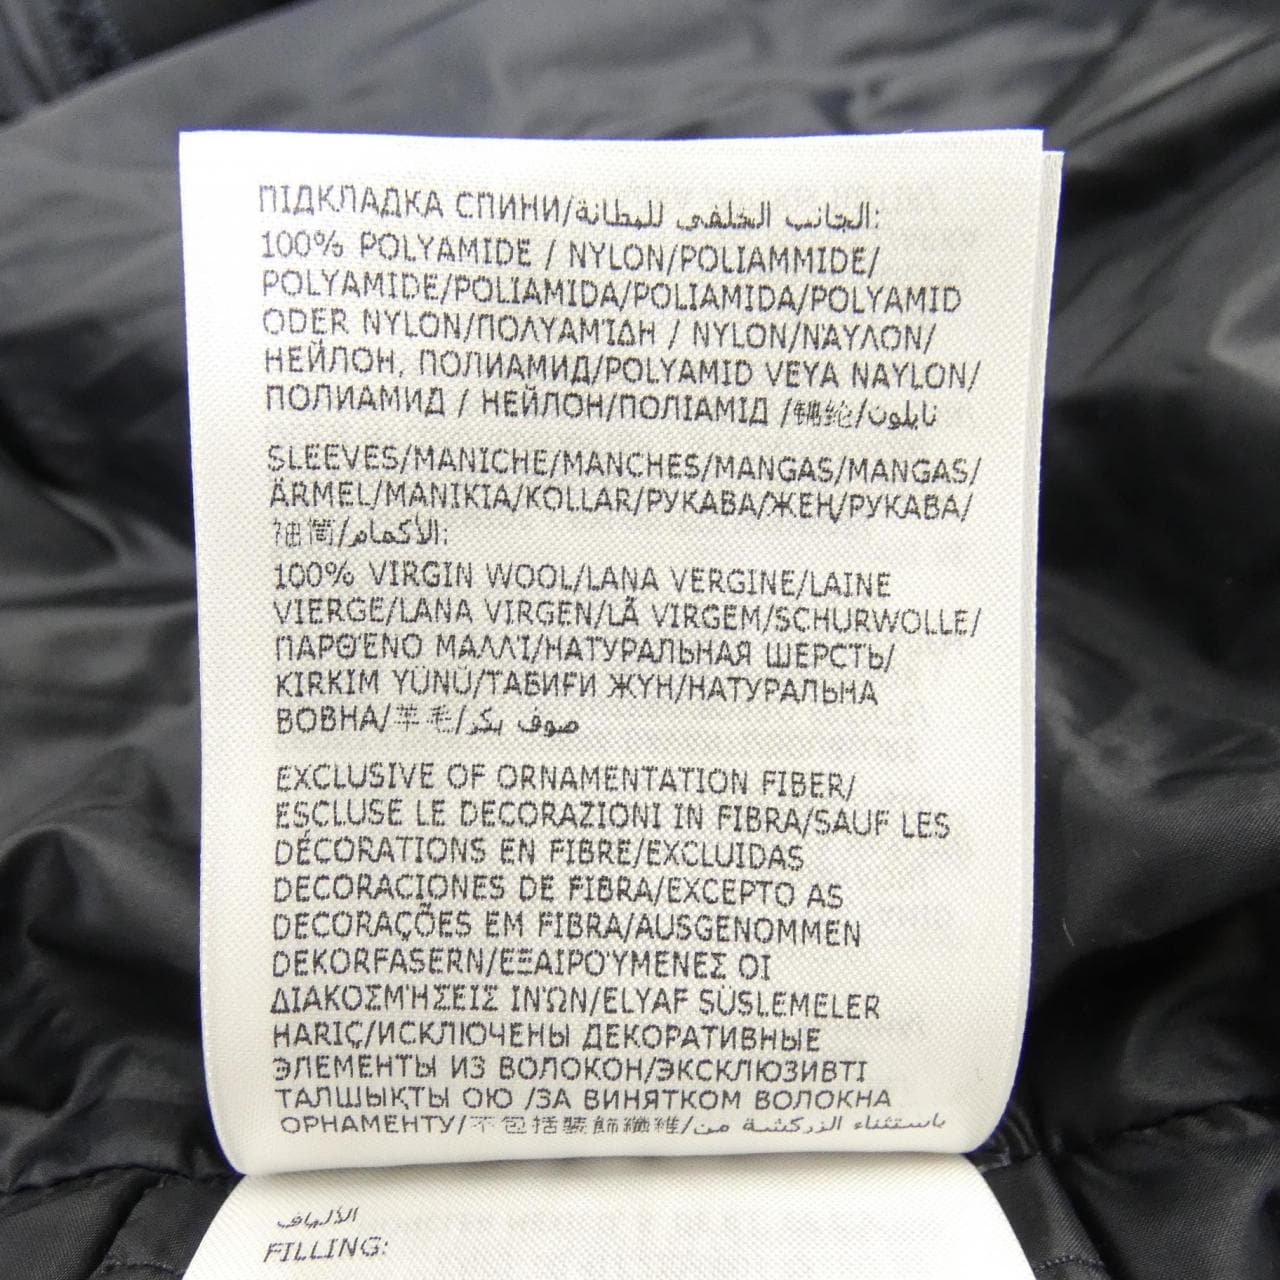 ПІДКЛАДКА СПИНИ/الجانب الخلفي للبطانة:
100% POLYAMIDE / NYLON/POLIAMMIDE/
POLYAMIDE/POLIAMIDA/POLIAMIDA/POLYAMID
ODER NYLON/ΠΟΛΥΑΜΊΔΗ / NYLON/ΝΆΥΛΟΝ/
НЕЙЛОН, ПОЛИАМИД/POLYAMID VEYA NAYLON/
ПОЛИАМИД / НЕЙЛОН/ПОЛІАМІД /锦纶/نايلون
SLEEVES/MANICHE/MANCHES/MANGAS/MANGAS/
ÄRMEL/MANIKIA/KOLLAR/РУКАВА/ЖЕҢ/РУКАВА/
袖筒/الأكمام:
100% VIRGIN WOOL/LANA VERGINE/LAINE
VIERGE/LANA VIRGEN/LÃ VIRGEM/SCHURWOLLE/
ΠΑΡΘΈΝΟ ΜΑΛΛΊ/НАТУРАЛЬНАЯ ШЕРСТЬ/
KIRKIM YÜNÜ/ТАБИҒИ ЖҮН/НАТУРАЛЬНА
ВОВНА/羊毛/صوف بكر
EXCLUSIVE OF ORNAMENTATION FIBER/
ESCLUSE LE DECORAZIONI IN FIBRA/SAUF LES
DÉCORATIONS EN FIBRE/EXCLUIDAS
DECORACIONES DE FIBRA/EXCEPTO AS
DECORAÇÕES EM FIBRA/AUSGENOMMEN
DEKORFASERN/ΕΞΑΙΡΟΎΜΕΝΕΣ ΟΙ
ΔΙΑΚΟΣΜΉΣΕΙΣ ΙΝΏΝ/ELYAF SÜSLEMELER
HARİÇ/ИСКЛЮЧЕНЫ ДЕКОРАТИВНЫЕ
ЭЛЕМЕНТЫ ИЗ ВОЛОКОН/ЭКСКЛЮЗИВТІ
ТАЛШЫҚТЫ ОЮ /ЗА ВИНЯТКОМ ВОЛОКНА
ОРНАМЕНТУ/不包括裝飾纖維/باستثناء الزركشة من
الألياف
FILLING: